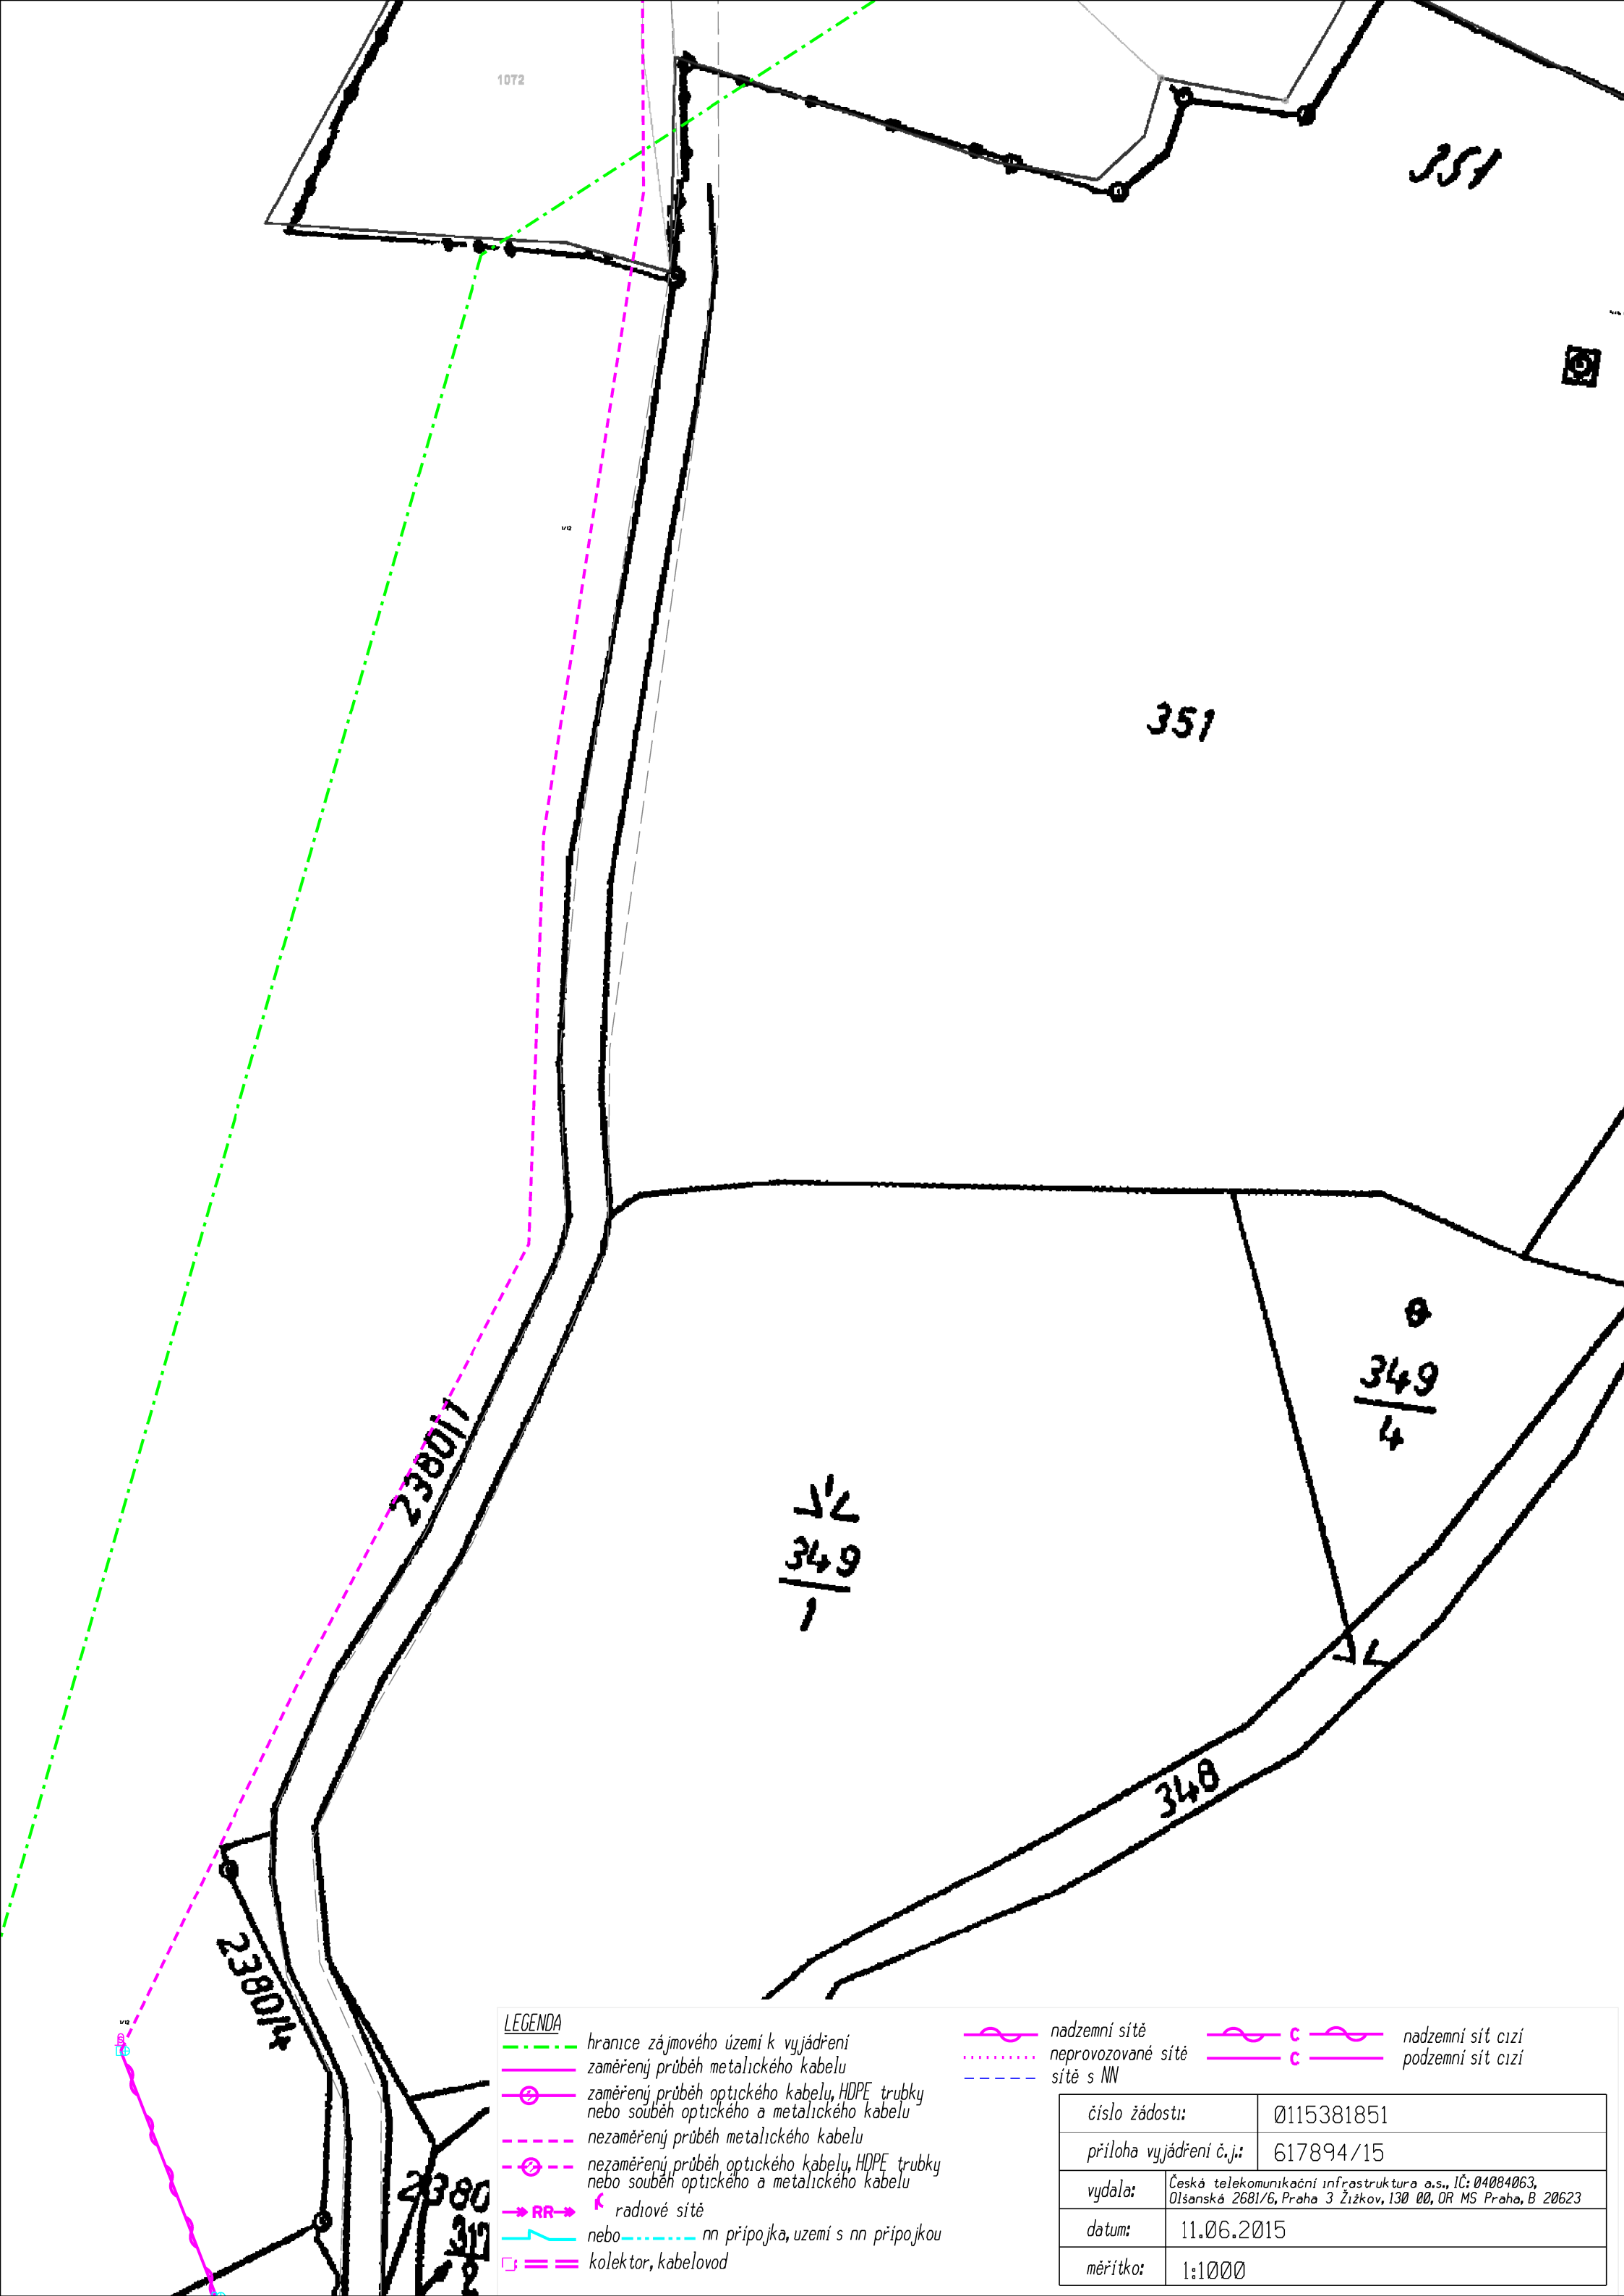 1072
351
351
2380/1
349
4
349
1
348
2380/4
2380
LEGENDA
hranice zájmového území k vyjádření
zaměřený průběh metalického kabelu
zaměřený průběh optického kabelu, HDPE trubky
nebo souběh optického a metalického kabelu
nezaměřený průběh metalického kabelu
nezaměřený průběh optického kabelu, HDPE trubky
nebo souběh optického a metalického kabelu
RR radiové sítě
nebo nn přípojka, uzemí s nn přípojkou
kolektor, kabelovod
nadzemní sítě
neprovozované sítě
sítě s NN
C nadzemní sít cizí
C podzemní sít cizí
číslo žádosti: 0115381851
příloha vyjádření č.j.: 617894/15
vydala: Česká telekomunikační infrastruktura a.s., IČ: 04084063,
Olšanská 2681/6, Praha 3 Žižkov, 130 00, OR MS Praha, B 20623
datum: 11.06.2015
měřítko: 1:1000